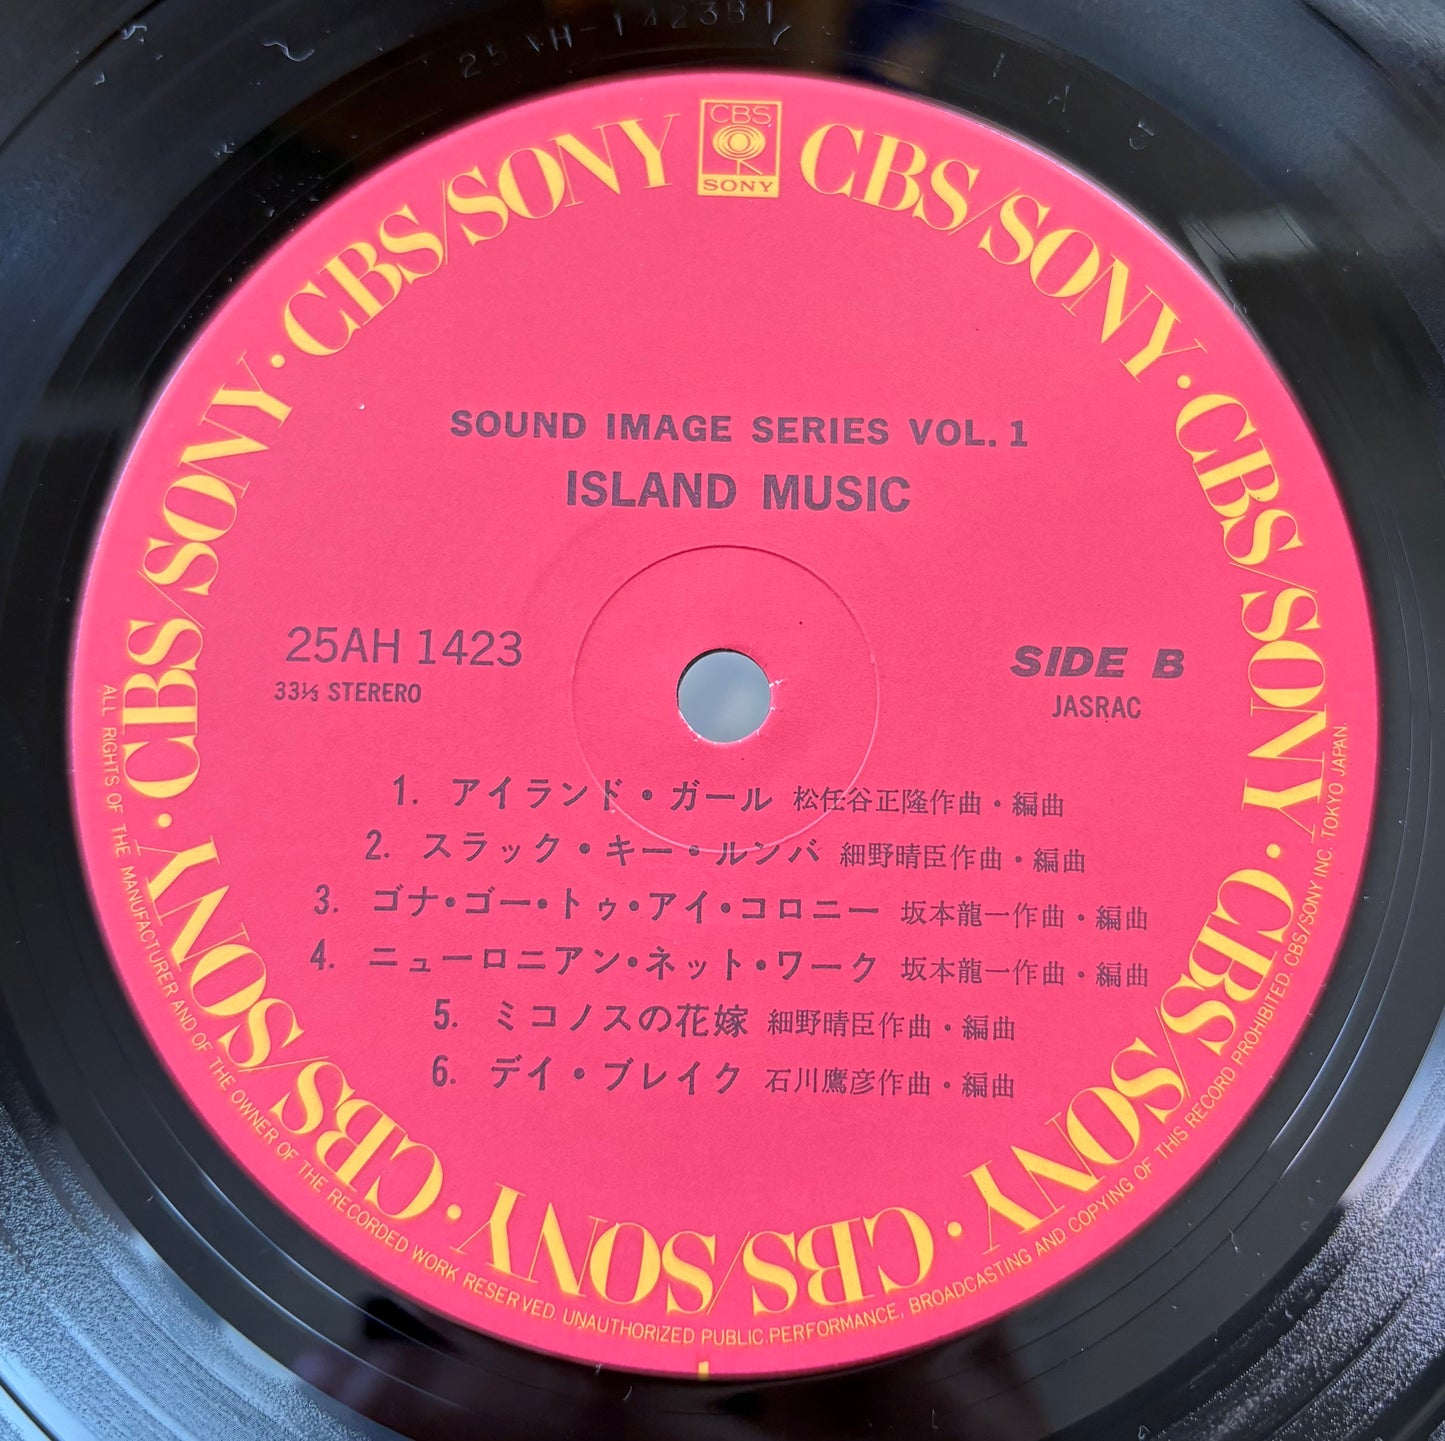 25AH-1423B1
CBS
SONY
CBS/SONY · CBS/SONY · CBS/SONY · CBS/SONY · CBS/SONY · CBS/SONY · CBS/SONY · CBS/SONY
SOUND IMAGE SERIES VOL. 1
ISLAND MUSIC
25AH 1423
33⅓ STERERO
SIDE B
JASRAC
1. アイランド・ガール 松任谷正隆作曲・編曲
2. スラック・キー・ルンバ 細野晴臣作曲・編曲
3. ゴナ・ゴー・トゥ・アイ・コロニー 坂本龍一作曲・編曲
4. ニューロニアン・ネット・ワーク 坂本龍一作曲・編曲
5. ミコノスの花嫁 細野晴臣作曲・編曲
6. デイ・ブレイク 石川鷹彦作曲・編曲
ALL RIGHTS OF THE MANUFACTURER AND OF THE OWNER OF THE RECORDED WORK RESERVED. UNAUTHORIZED PUBLIC PERFORMANCE, BROADCASTING AND COPYING OF THIS RECORD PROHIBITED. CBS/SONY INC. TOKYO JAPAN.